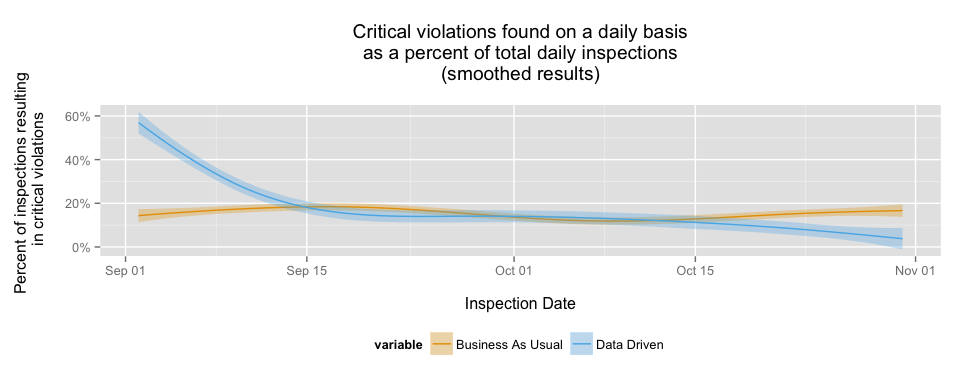 Critical violations found on a daily basis
as a percent of total daily inspections
(smoothed results)
Percent of inspections resulting
in critical violations
60%
40%
20%
0%
Sep 01
Sep 15
Oct 01
Oct 15
Nov 01
Inspection Date
variable
Business As Usual
Data Driven